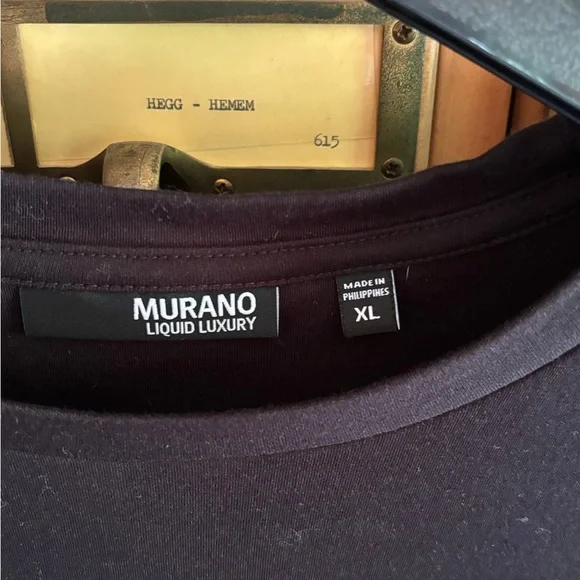 HEGG - HEMEM
615
MURANO
LIQUID LUXURY
MADE IN
PHILIPPINES
XL